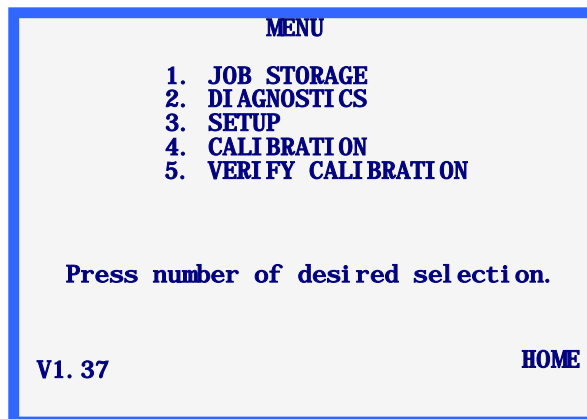 MENU
1. JOB STORAGE
2. DIAGNOSTICS
3. SETUP
4. CALIBRATION
5. VERIFY CALIBRATION
Press number of desired selection.
HOME
V1.37